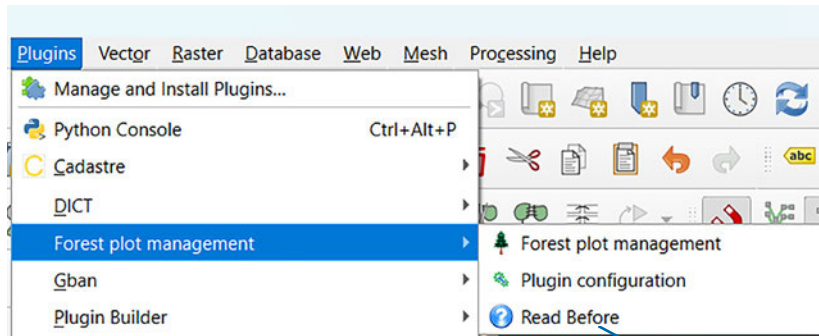 Plugins Vector Raster Database Web Mesh Processing Help
Manage and Install Plugins...
Python Console Ctrl+Alt+P
Cadastre
DICT
Forest plot management
Gban
Plugin Builder
Forest plot management
Plugin configuration
Read Before
abc